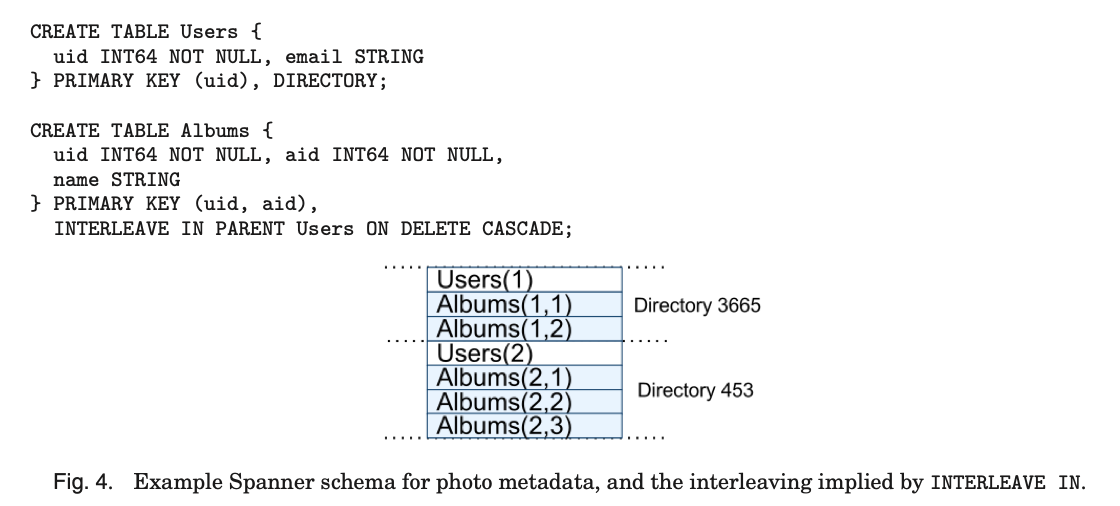 CREATE TABLE Users {
uid INT64 NOT NULL, email STRING
} PRIMARY KEY (uid), DIRECTORY;
CREATE TABLE Albums {
uid INT64 NOT NULL, aid INT64 NOT NULL,
name STRING
} PRIMARY KEY (uid, aid),
INTERLEAVE IN PARENT Users ON DELETE CASCADE;
Users(1)
Albums(1,1)
Directory 3665
Albums(1,2)
Users(2)
Albums(2,1)
Directory 453
Albums(2,2)
Albums(2,3)
Fig. 4. Example Spanner schema for photo metadata, and the interleaving implied by INTERLEAVE IN.